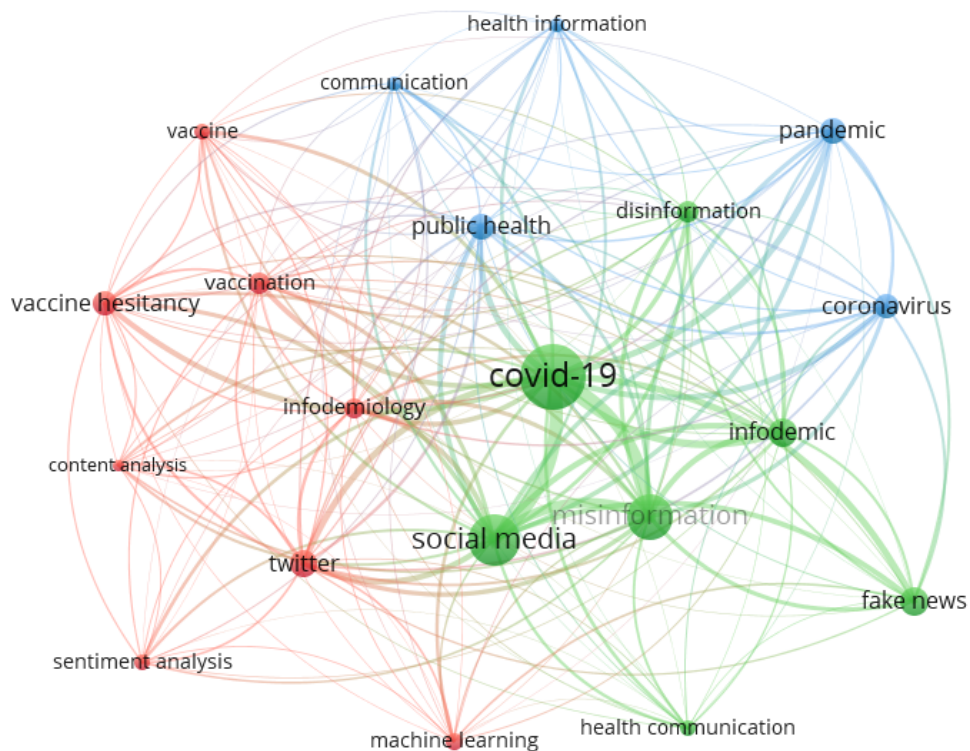 health information
communication
vaccine
pandemic
disinformation
public health
vaccination
vaccine hesitancy
coronavirus
covid-19
infodemiology
infodemic
content analysis
misinformation
social media
twitter
fake news
sentiment analysis
health communication
machine learning